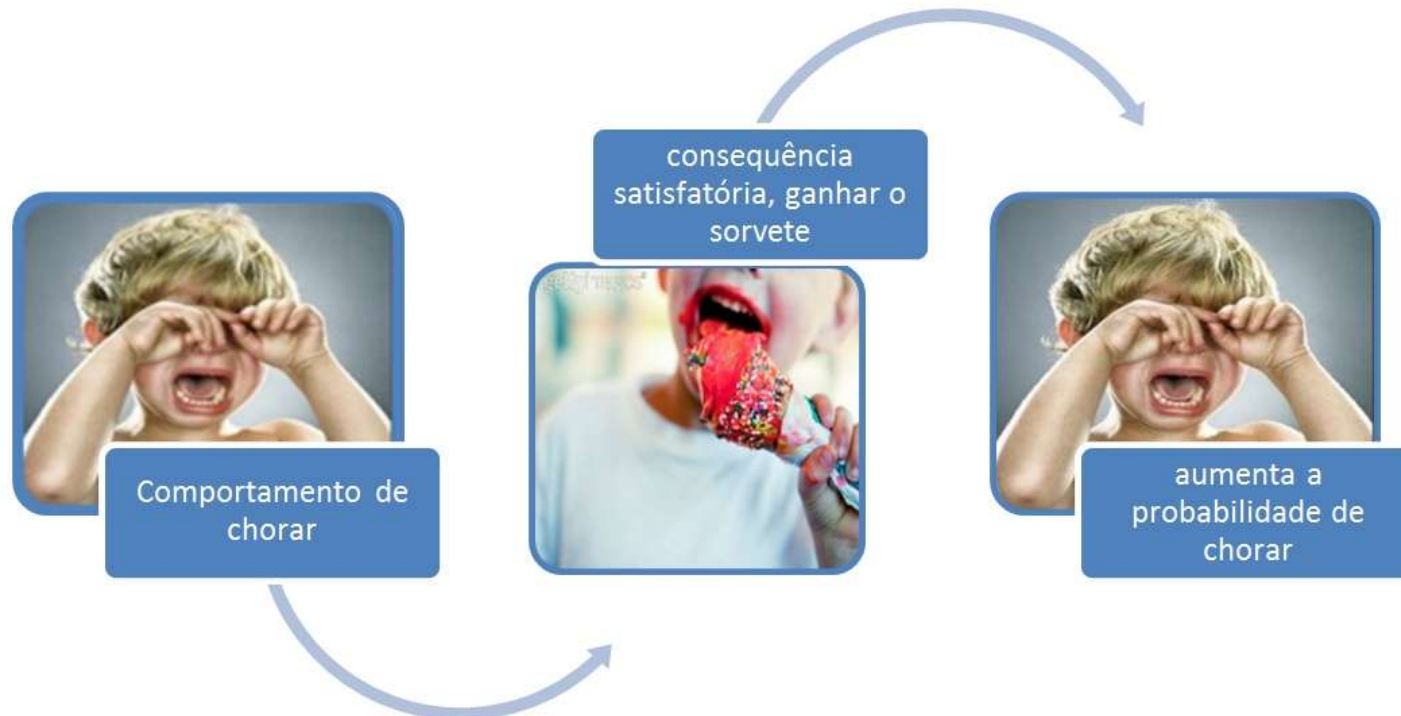 Comportamento de
chorar
consequência
satisfatória, ganhar o
sorvete
aumenta a
probabilidade de
chorar